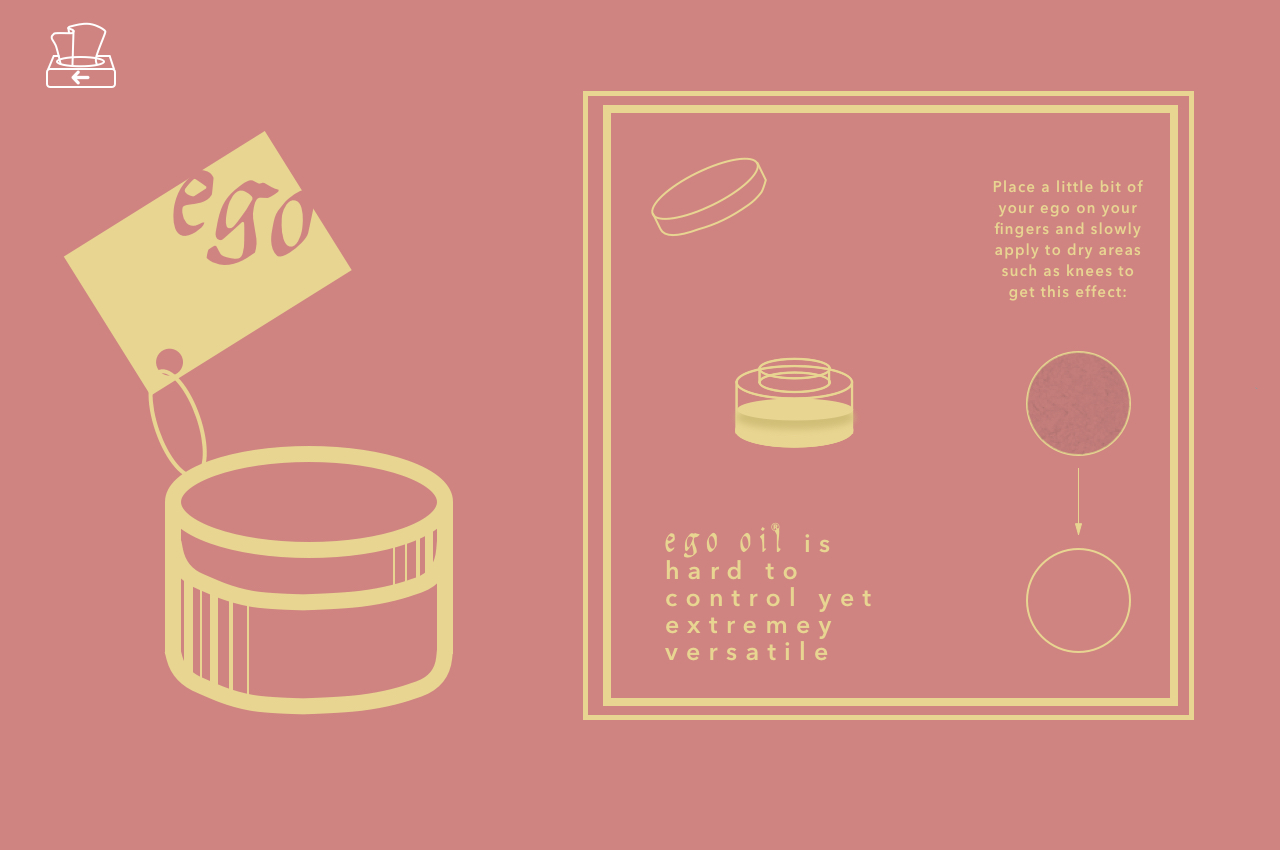 ego
Place a little bit of
your ego on your
fingers and slowly
apply to dry areas
such as knees to
get this effect:
ego oil® is
hard to
control yet
extremey
versatile